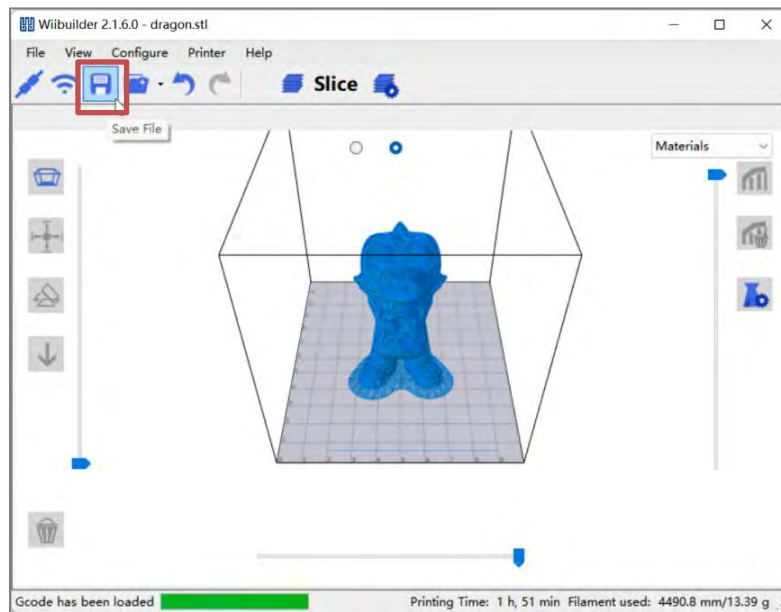 Wiibuilder 2.1.6.0 - dragon.stl
File View Configure Printer Help
Slice
Save File
Materials
Gcode has been loaded Printing Time: 1 h, 51 min Filament used: 4490.8 mm/13.39 g